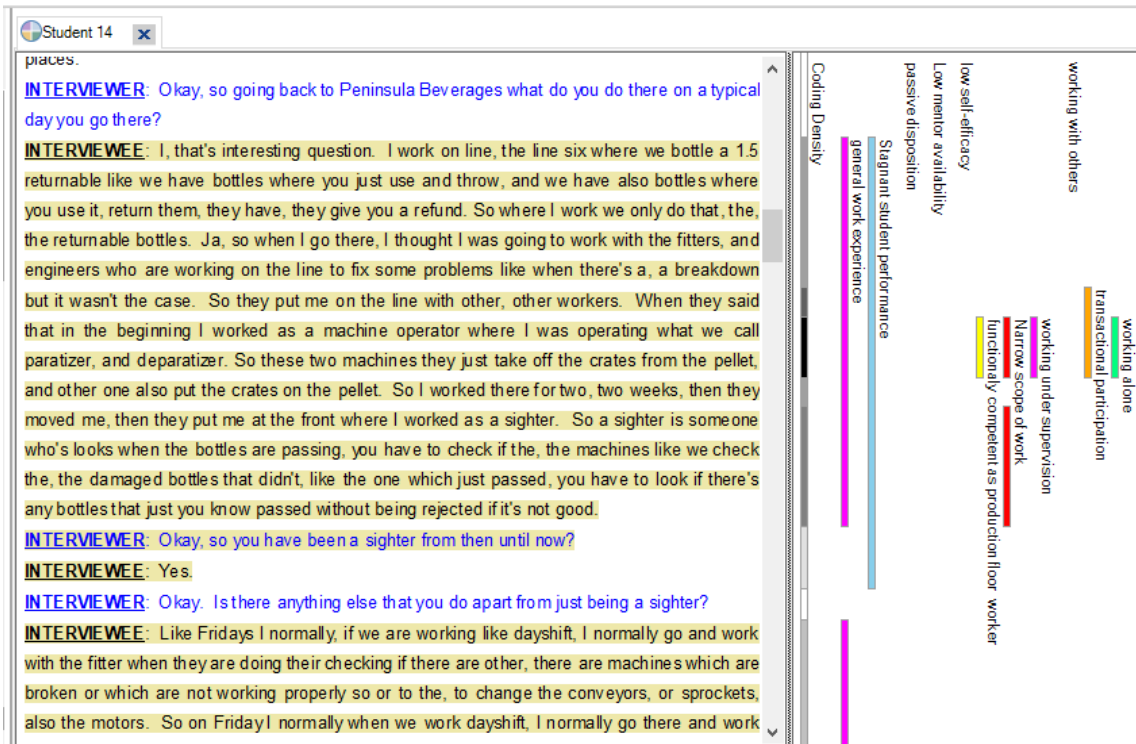 Student 14
places.
INTERVIEWER: Okay, so going back to Peninsula Beverages what do you do there on a typical
day you go there?
INTERVIEWEE: I, that's interesting question. I work on line, the line six where we bottle a 1.5
returnable like we have bottles where you just use and throw, and we have also bottles where
you use it, return them, they have, they give you a refund. So where I work we only do that, the,
the returnable bottles. Ja, so when I go there, I thought I was going to work with the fitters, and
engineers who are working on the line to fix some problems like when there's a, a breakdown
but it wasn't the case. So they put me on the line with other, other workers. When they said
that in the beginning I worked as a machine operator where I was operating what we call
paratizer, and deparatizer. So these two machines they just take off the crates from the pellet,
and other one also put the crates on the pellet. So I worked there for two, two weeks, then they
moved me, then they put me at the front where I worked as a sighter. So a sighter is someone
who's looks when the bottles are passing, you have to check if the, the machines like we check
the, the damaged bottles that didn't, like the one which just passed, you have to look if there's
any bottles that just you know passed without being rejected if it's not good.
INTERVIEWER: Okay, so you have been a sighter from then until now?
INTERVIEWEE: Yes.
INTERVIEWER: Okay. Is there anything else that you do apart from just being a sighter?
INTERVIEWEE: Like Fridays I normally, if we are working like dayshift, I normally go and work
with the fitter when they are doing their checking if there are other, there are machines which are
broken or which are not working properly so or to the, to change the conveyors, or sprockets,
also the motors. So on Friday I normally when we work dayshift, I normally go there and work
Coding Density
general work experience
Stagnant student performance
passive disposition
Low mentor availability
low self-efficacy
functionaly competent as production floor worker
Narrow scope of work
working under supervision
working with others
transactional participation
working alone